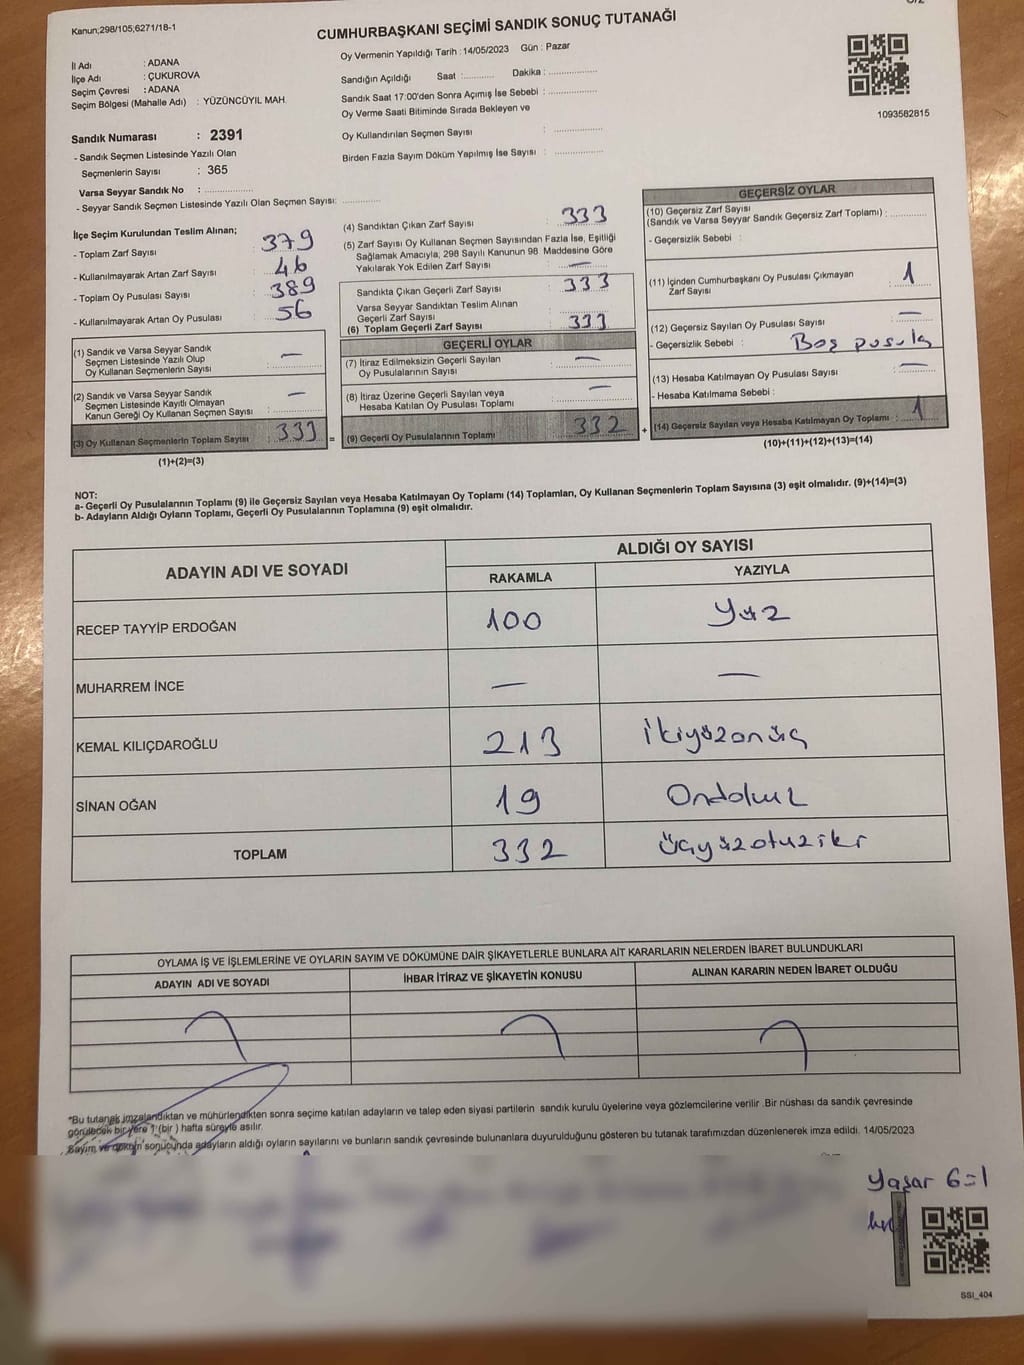 Kanun;298/105;6271/18-1
CUMHURBAŞKANI SEÇİMİ SANDIK SONUÇ TUTANAĞI
İl Adı : ADANA
İlçe Adı : ÇUKUROVA
Seçim Çevresi : ADANA
Seçim Bölgesi (Mahalle Adı) : YÜZÜNCÜYIL MAH.
Sandık Numarası : 2391
- Sandık Seçmen Listesinde Yazılı Olan
Seçmenlerin Sayısı : 365
Varsa Seyyar Sandık No : ..............
- Seyyar Sandık Seçmen Listesinde Yazılı Olan Seçmen Sayısı: ............
Oy Vermenin Yapıldığı Tarih : 14/05/2023 Gün : Pazar
Sandığın Açıldığı Saat :.......... Dakika : ..............
Sandık Saat 17:00'den Sonra Açımış İse Sebebi : ..............
Oy Verme Saati Bitiminde Sırada Bekleyen ve
Oy Kullandırılan Seçmen Sayısı : ..............
Birden Fazla Sayım Döküm Yapılmış İse Sayısı : ..............
1093582815
İlçe Seçim Kurulundan Teslim Alınan;
- Toplam Zarf Sayısı : 379
- Kullanılmayarak Artan Zarf Sayısı : 46
- Toplam Oy Pusulası Sayısı : 389
- Kullanılmayarak Artan Oy Pusulası : 56
(1) Sandık ve Varsa Seyyar Sandık
Seçmen Listesinde Yazılı Olup
Oy Kullanan Seçmenlerin Sayısı : —
(2) Sandık ve Varsa Seyyar Sandık
Seçmen Listesinde Kayıtlı Olmayan
Kanun Gereği Oy Kullanan Seçmen Sayısı : —
(3) Oy Kullanan Seçmenlerin Toplam Sayısı : 333 =
(1)+(2)=(3)
(4) Sandıktan Çıkan Zarf Sayısı : 333
(5) Zarf Sayısı Oy Kullanan Seçmen Sayısından Fazla İse, Eşitliği
Sağlamak Amacıyla, 298 Sayılı Kanunun 98 Maddesine Göre
Yakılarak Yok Edilen Zarf Sayısı : —
Sandıkta Çıkan Geçerli Zarf Sayısı : 333
Varsa Seyyar Sandıktan Teslim Alınan
Geçerli Zarf Sayısı :
(6) Toplam Geçerli Zarf Sayısı : 333
GEÇERLİ OYLAR
(7) İtiraz Edilmeksizin Geçerli Sayılan
Oy Pusulalarının Sayısı : —
(8) İtiraz Üzerine Geçerli Sayılan veya
Hesaba Katılan Oy Pusulası Toplamı : —
(9) Geçerli Oy Pusulalarının Toplamı : 332 +
GEÇERSİZ OYLAR
(10) Geçersiz Zarf Sayısı
(Sandık ve Varsa Seyyar Sandık Geçersiz Zarf Toplamı) : ..........
- Geçersizlik Sebebi :
(11) İçinden Cumhurbaşkanı Oy Pusulası Çıkmayan
Zarf Sayısı : 1
(12) Geçersiz Sayılan Oy Pusulası Sayısı : —
- Geçersizlik Sebebi : Boş pusula
(13) Hesaba Katılmayan Oy Pusulası Sayısı : —
- Hesaba Katılmama Sebebi :
(14) Geçersiz Sayılan veya Hesaba Katılmayan Oy Toplamı : 1
(10)+(11)+(12)+(13)=(14)
NOT:
a- Geçerli Oy Pusulalarının Toplamı (9) ile Geçersiz Sayılan veya Hesaba Katılmayan Oy Toplamı (14) Toplamları, Oy Kullanan Seçmenlerin Toplam Sayısına (3) eşit olmalıdır. (9)+(14)=(3)
b- Adayların Aldığı Oyların Toplamı, Geçerli Oy Pusulalarının Toplamına (9) eşit olmalıdır.
ADAYIN ADI VE SOYADI
ALDIĞI OY SAYISI
RAKAMLA YAZIYLA
RECEP TAYYİP ERDOĞAN 100 Yüz
MUHARREM İNCE — —
KEMAL KILIÇDAROĞLU 213 İkiyüzonüç
SİNAN OĞAN 19 Ondokuz
TOPLAM 332 üçyüzotuziki
OYLAMA İŞ VE İŞLEMLERİNE VE OYLARIN SAYIM VE DÖKÜMÜNE DAİR ŞİKAYETLERLE BUNLARA AİT KARARLARIN NELERDEN İBARET BULUNDUKLARI
ADAYIN ADI VE SOYADI İHBAR İTİRAZ VE ŞİKAYETİN KONUSU ALINAN KARARIN NEDEN İBARET OLDUĞU
*Bu tutanak imzalandıktan ve mühürlendikten sonra seçime katılan adayların ve talep eden siyasi partilerin sandık kurulu üyelerine veya gözlemcilerine verilir .Bir nüshası da sandık çevresinde
görülecek bir yere 1 (bir ) hafta süreyle asılır.
Sayım ve döküm sonucunda adayların aldığı oyların sayılarını ve bunların sandık çevresinde bulunanlara duyurulduğunu gösteren bu tutanak tarafımızdan düzenlenerek imza edildi. 14/05/2023
Yaşar
SSİ_404